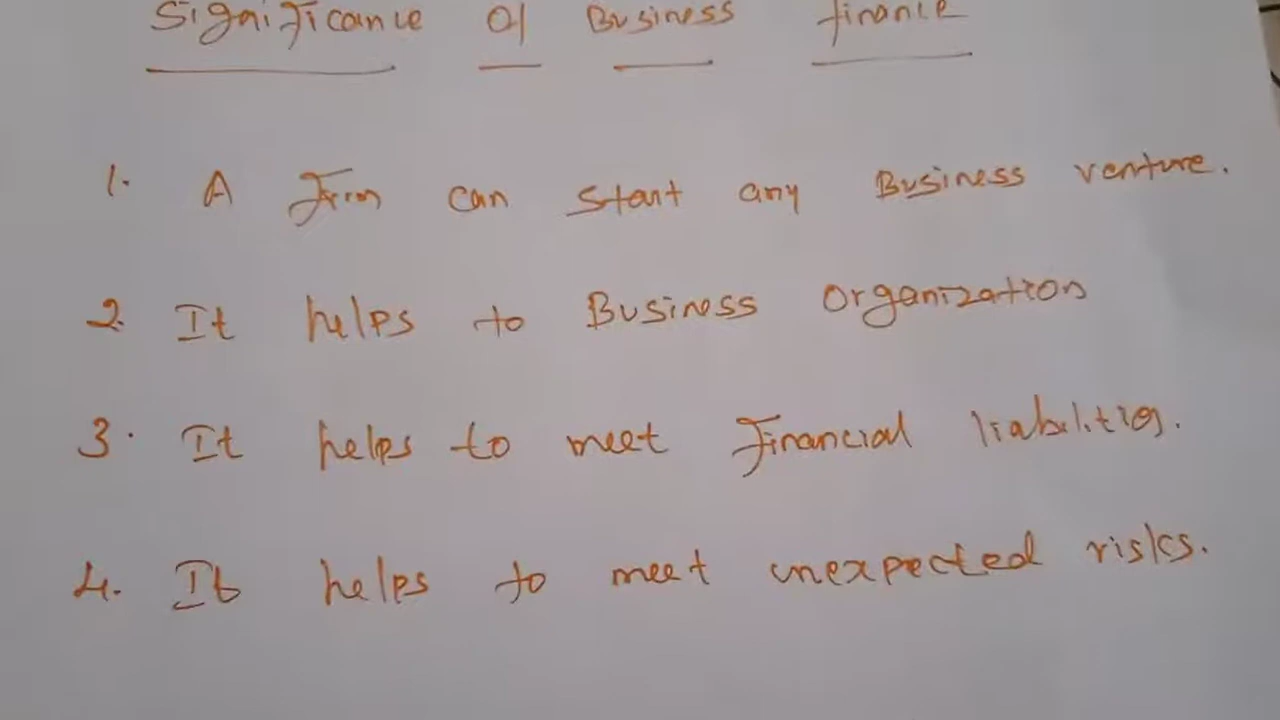 Significance of Business finance
1. A firm can start any Business venture.
2. It helps to Business Organization
3. It helps to meet financial liabilities.
4. It helps to meet unexpected risks.